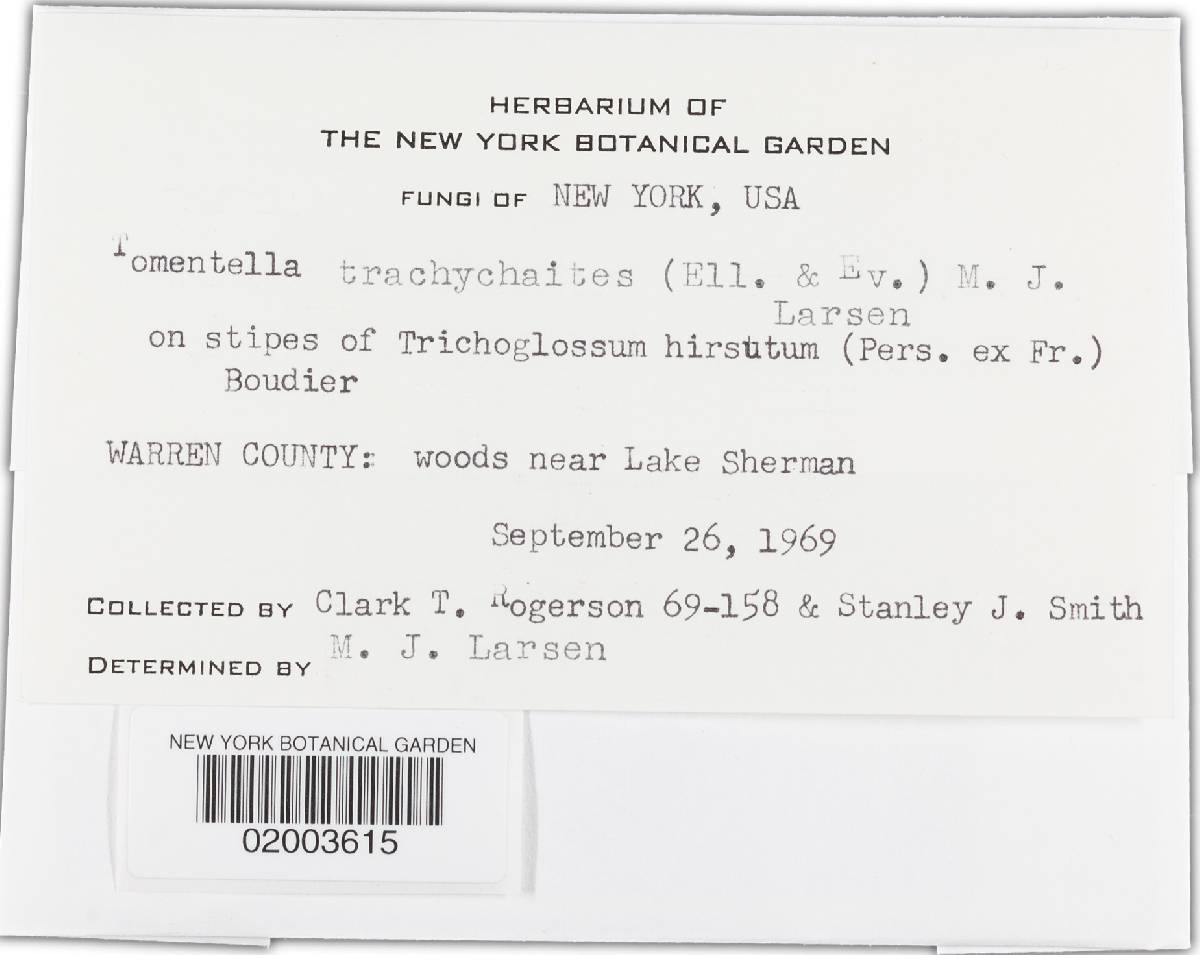 HERBARIUM OF
THE NEW YORK BOTANICAL GARDEN
FUNGI OF NEW YORK, USA
Tomentella trachychaites (Ell. & Ev.) M. J.
Larsen
on stipes of Trichoglossum hirsutum (Pers. ex Fr.)
Boudier
WARREN COUNTY: woods near Lake Sherman
September 26, 1969
COLLECTED BY Clark T. Rogerson 69-158 & Stanley J. Smith
DETERMINED BY M. J. Larsen
NEW YORK BOTANICAL GARDEN
02003615